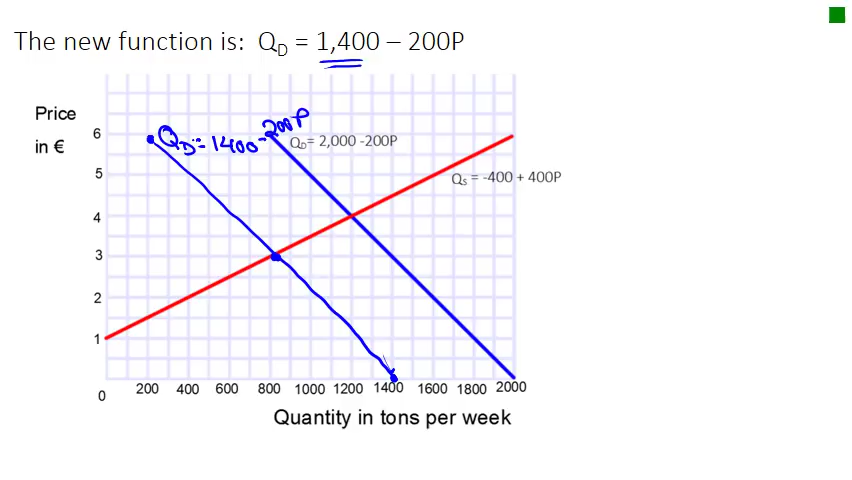 The new function is: QD = 1,400 – 200P
Price
in €
6
5
4
3
2
1
0
QD = 1400 - 200P
QD= 2,000 -200P
QS = -400 + 400P
200 400 600 800 1000 1200 1400 1600 1800 2000
Quantity in tons per week